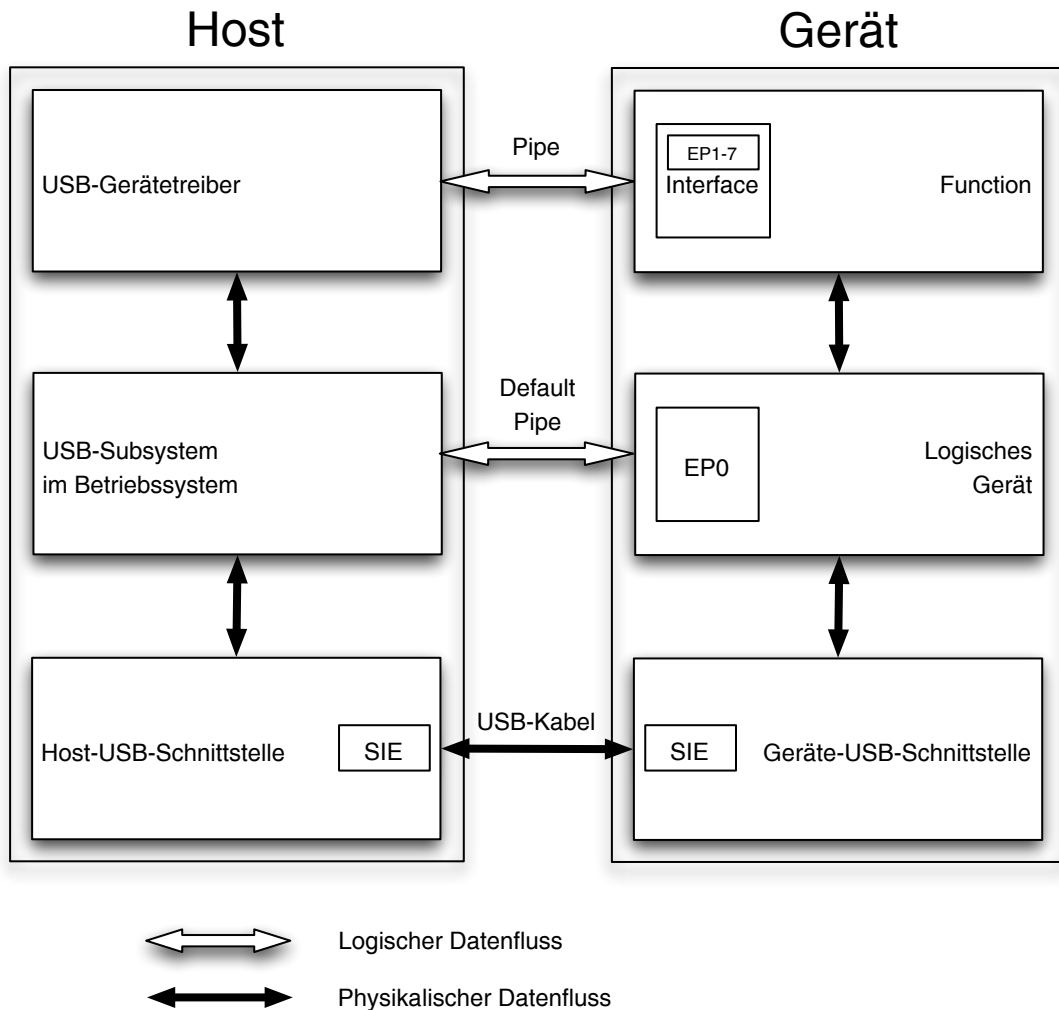 Host
Gerät
USB-Gerätetreiber
Pipe
EP1-7
Interface
Function
USB-Subsystem
im Betriebssystem
Default
Pipe
EP0
Logisches
Gerät
Host-USB-Schnittstelle
SIE
USB-Kabel
SIE
Geräte-USB-Schnittstelle
Logischer Datenfluss
Physikalischer Datenfluss